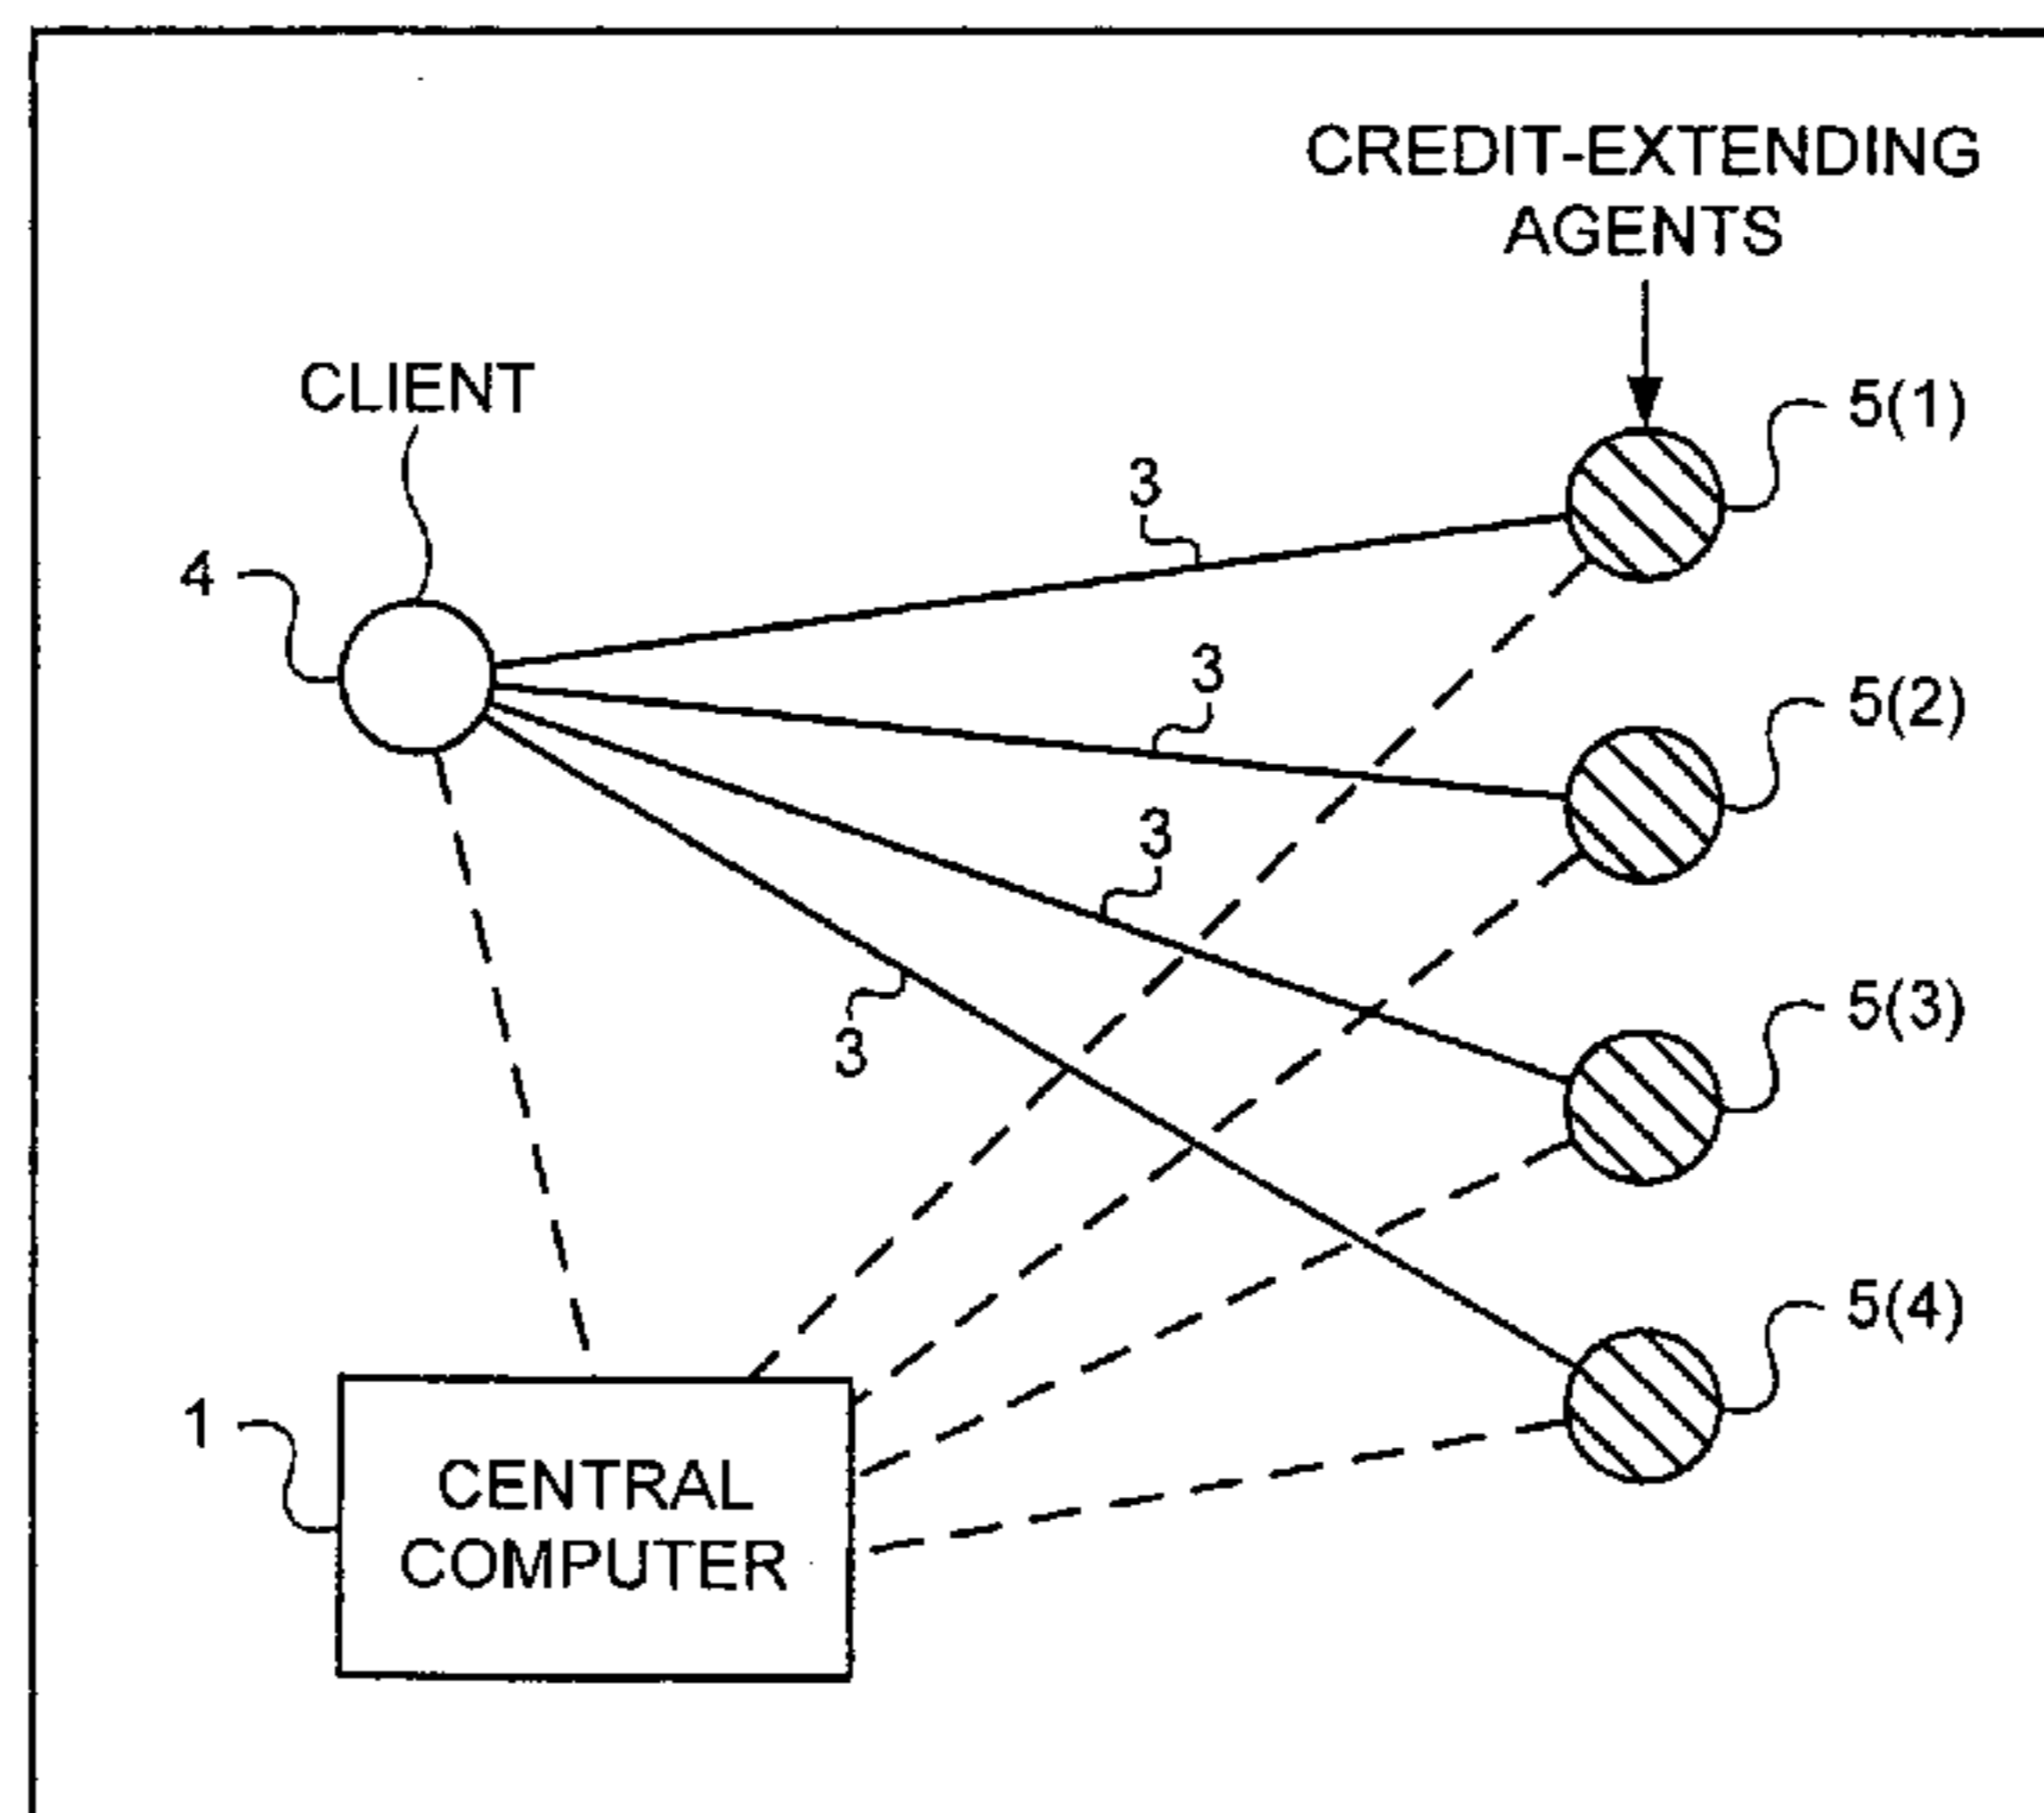 CREDIT-EXTENDING
AGENTS
CLIENT
5(1)
3
4
3
5(2)
3
5(3)
3
5(4)
1
CENTRAL
COMPUTER